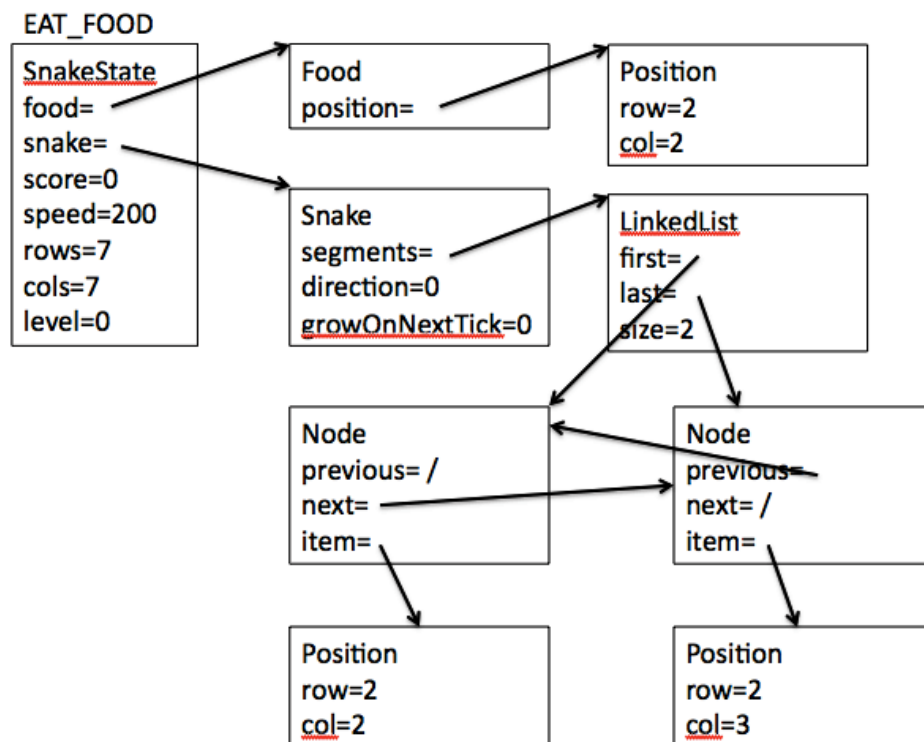 EAT_FOOD
SnakeState
food=
snake=
score=0
speed=200
rows=7
cols=7
level=0
Food
position=
Position
row=2
col=2
Snake
segments=
direction=0
growOnNextTick=0
LinkedList
first=
last=
size=2
Node
previous= /
next=
item=
Node
previous=
next= /
item=
Position
row=2
col=2
Position
row=2
col=3